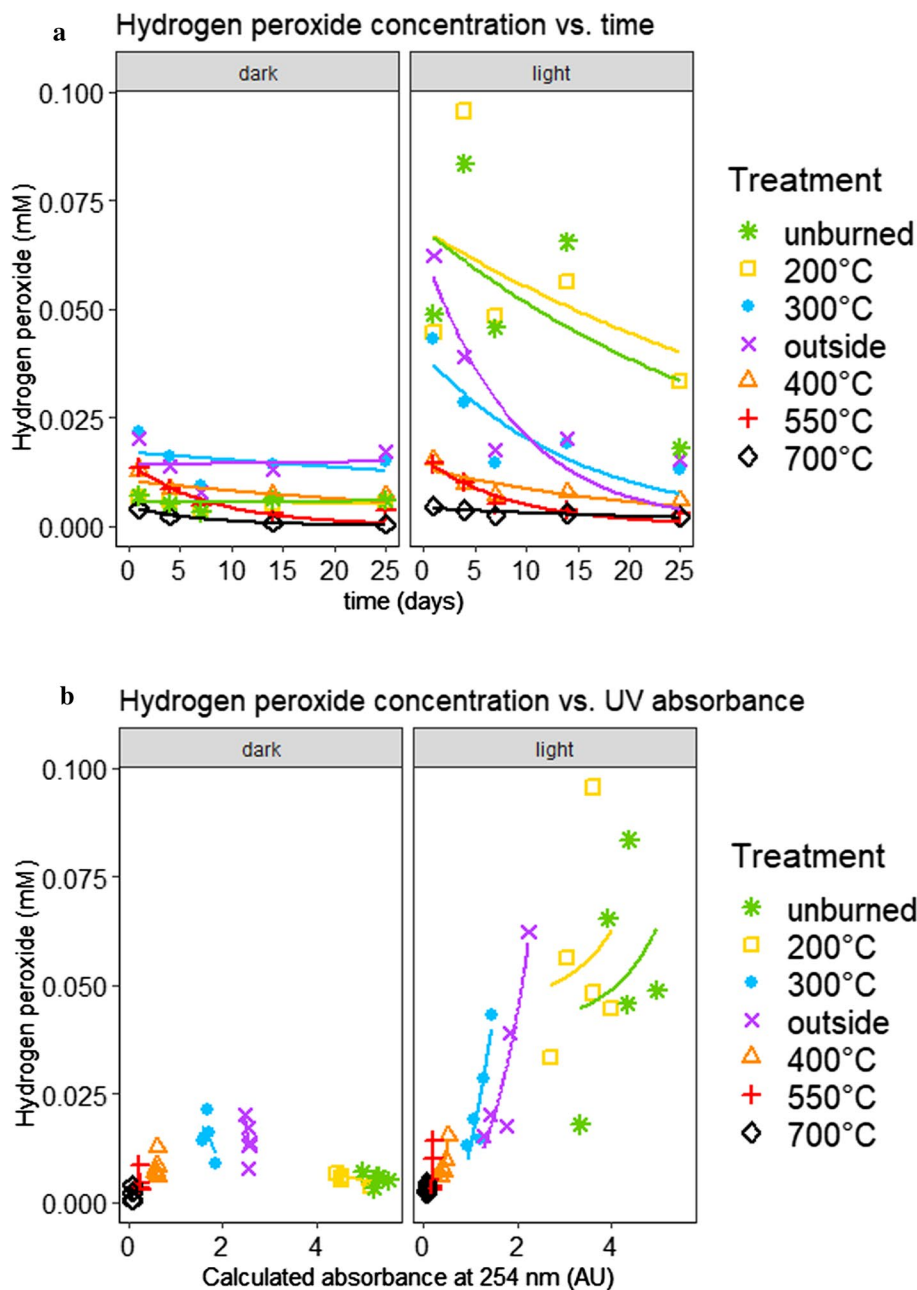 a
Hydrogen peroxide concentration vs. time
dark
light
0.100
0.075
0.050
0.025
0.000
Hydrogen peroxide (mM)
0 5 10 15 20 25
0 5 10 15 20 25
time (days)
Treatment
unburned
200°C
300°C
outside
400°C
550°C
700°C
b
Hydrogen peroxide concentration vs. UV absorbance
dark
light
0.100
0.075
0.050
0.025
0.000
Hydrogen peroxide (mM)
0 2 4
0 2 4
Calculated absorbance at 254 nm (AU)
Treatment
unburned
200°C
300°C
outside
400°C
550°C
700°C